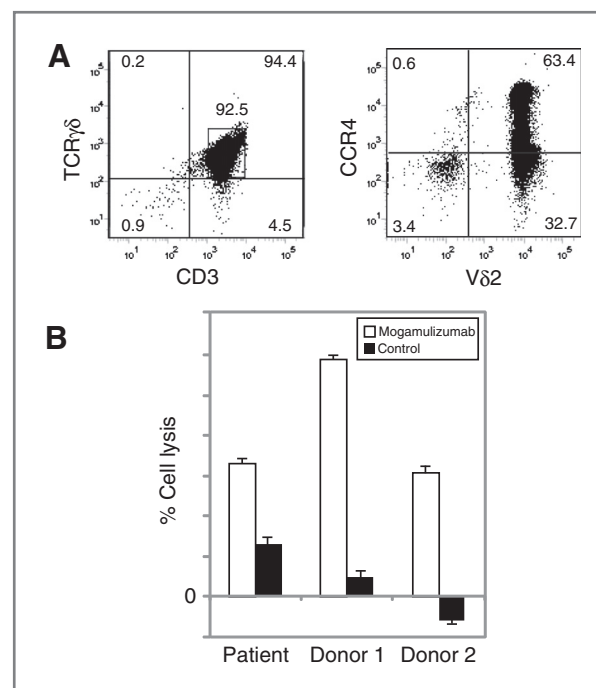 A
0.2 94.4
92.5
0.9 4.5
TCRγδ
10⁵
10⁴
10³
10²
10¹
10¹ 10² 10³ 10⁴ 10⁵
CD3
0.6 63.4
3.4 32.7
CCR4
10⁵
10⁴
10³
10²
10¹
10¹ 10² 10³ 10⁴ 10⁵
Vδ2
B
Mogamulizumab
Control
% Cell lysis
0
Patient Donor 1 Donor 2